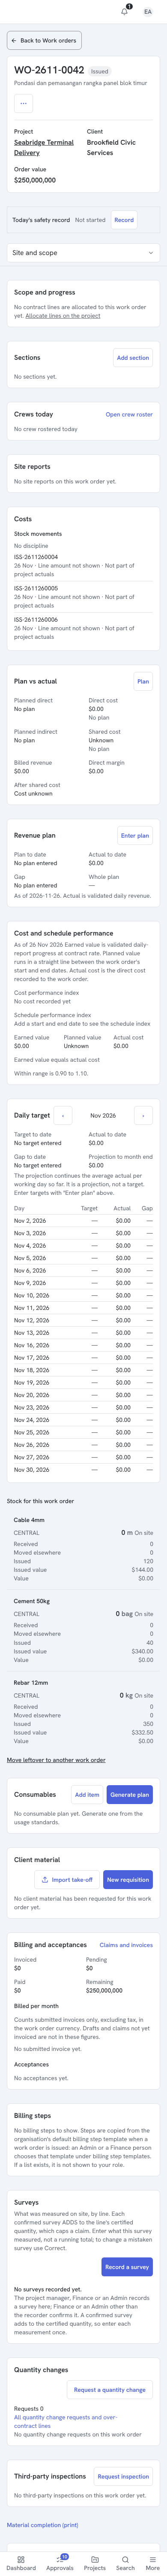 1
EA
← Back to Work orders
WO-2611-0042 Issued
Pondasi dan pemasangan rangka panel blok timur
...
Project
Client
Seabridge Terminal
Delivery
Brookfield Civic
Services
Order value
$250,000,000
Today's safety record Not started Record
Site and scope
Scope and progress
No contract lines are allocated to this work order
yet. Allocate lines on the project
Sections
Add section
No sections yet.
Crews today
Open crew roster
No crew rostered today
Site reports
No site reports on this work order yet.
Costs
Stock movements
No discipline
ISS-2611260004
26 Nov · Line amount not shown · Not part of
project actuals
ISS-2611260005
26 Nov · Line amount not shown · Not part of
project actuals
ISS-2611260006
26 Nov · Line amount not shown · Not part of
project actuals
Plan vs actual
Plan
Planned direct
No plan
Direct cost
$0.00
No plan
Planned indirect
No plan
Shared cost
Unknown
No plan
Billed revenue
$0.00
Direct margin
$0.00
After shared cost
Cost unknown
Revenue plan
Enter plan
Plan to date
No plan entered
Actual to date
$0.00
Gap
No plan entered
Whole plan
—
As of 2026-11-26. Actual is validated daily revenue.
Cost and schedule performance
As of 26 Nov 2026 Earned value is validated daily-
report progress at contract rate. Planned value
runs in a straight line between the work order's
start and end dates. Actual cost is the direct cost
recorded to the work order.
Cost performance index
No cost recorded yet
Schedule performance index
Add a start and end date to see the schedule index
Earned value
$0.00
Planned value
Unknown
Actual cost
$0.00
Earned value equals actual cost
Within range is 0.90 to 1.10.
Daily target
‹
Nov 2026
›
Target to date
No target entered
Actual to date
$0.00
Gap to date
No target entered
Projection to month end
$0.00
The projection continues the average actual per
working day so far. It is a projection, not a target.
Enter targets with "Enter plan" above.
Day Target Actual Gap
Nov 2, 2026 — $0.00 —
Nov 3, 2026 — $0.00 —
Nov 4, 2026 — $0.00 —
Nov 5, 2026 — $0.00 —
Nov 6, 2026 — $0.00 —
Nov 9, 2026 — $0.00 —
Nov 10, 2026 — $0.00 —
Nov 11, 2026 — $0.00 —
Nov 12, 2026 — $0.00 —
Nov 13, 2026 — $0.00 —
Nov 16, 2026 — $0.00 —
Nov 17, 2026 — $0.00 —
Nov 18, 2026 — $0.00 —
Nov 19, 2026 — $0.00 —
Nov 20, 2026 — $0.00 —
Nov 23, 2026 — $0.00 —
Nov 24, 2026 — $0.00 —
Nov 25, 2026 — $0.00 —
Nov 26, 2026 — $0.00 —
Nov 27, 2026 — $0.00 —
Nov 30, 2026 — $0.00 —
Stock for this work order
Cable 4mm
CENTRAL 0 m On site
Received 0
Moved elsewhere 0
Issued 120
Issued value $144.00
Value $0.00
Cement 50kg
CENTRAL 0 bag On site
Received 0
Moved elsewhere 0
Issued 40
Issued value $340.00
Value $0.00
Rebar 12mm
CENTRAL 0 kg On site
Received 0
Moved elsewhere 0
Issued 350
Issued value $332.50
Value $0.00
Move leftover to another work order
Consumables
Add item
Generate plan
No consumable plan yet. Generate one from the
usage standards.
Client material
Import take-off
New requisition
No client material has been requested for this work
order yet.
Billing and acceptances
Claims and invoices
Invoiced
$0
Pending
$0
Paid
$0
Remaining
$250,000,000
Billed per month
Counts submitted invoices only, excluding tax, in
the work order currency. Drafts and dates not yet
invoiced are not in these figures.
No submitted invoice yet.
Acceptances
No acceptances yet.
Billing steps
No billing steps to show. Steps are copied from the
organisation's default billing step template when a
work order is issued: an Admin or a Finance person
chooses that template under billing step templates.
If a list exists, it is not shown to your role.
Surveys
What was measured on site, by line. Each
confirmed survey ADDS to the line's certified
quantity, which caps a claim. Enter what this survey
measured, not a running total; to change a mistaken
survey use Correct.
Record a survey
No surveys recorded yet.
The project manager, Finance or an Admin records
a survey here; Finance or an Admin other than
the recorder confirms it. A confirmed survey
adds to the certified quantity, so enter each
measurement once.
Quantity changes
Request a quantity change
Requests 0
All quantity change requests and over-
contract lines
No quantity change requests on this work order
Third-party inspections
Request inspection
No third-party inspections on this work order yet.
Material completion (print)
10
Dashboard Approvals Projects Search More